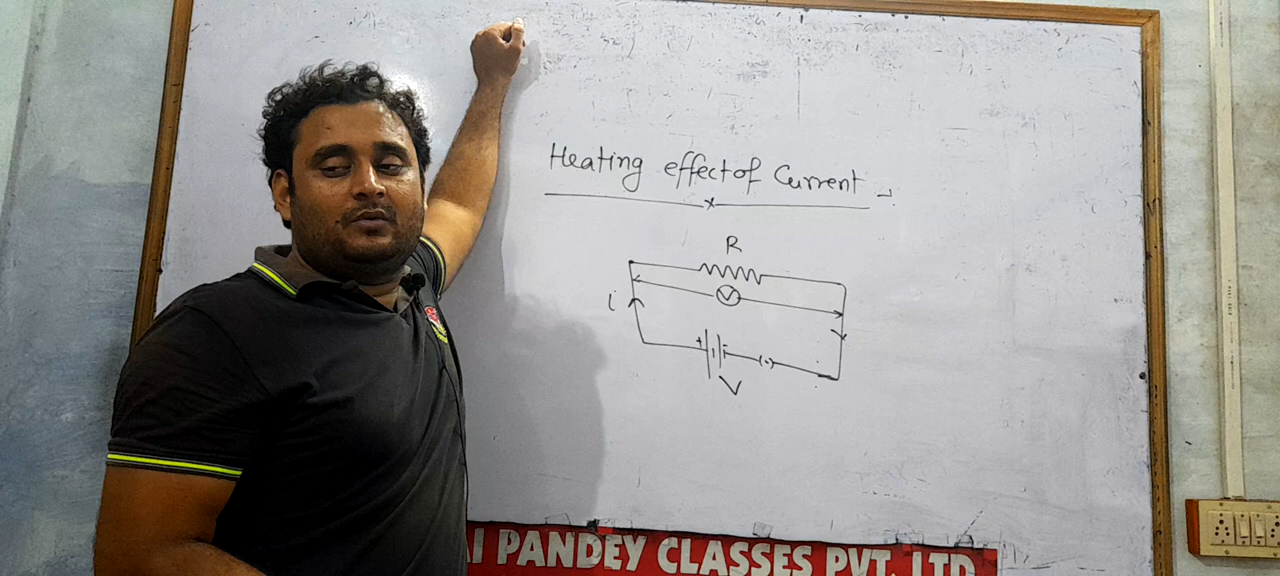 Heating effect of Current
R
V
i
+
V
I PANDEY CLASSES PVT. LTD